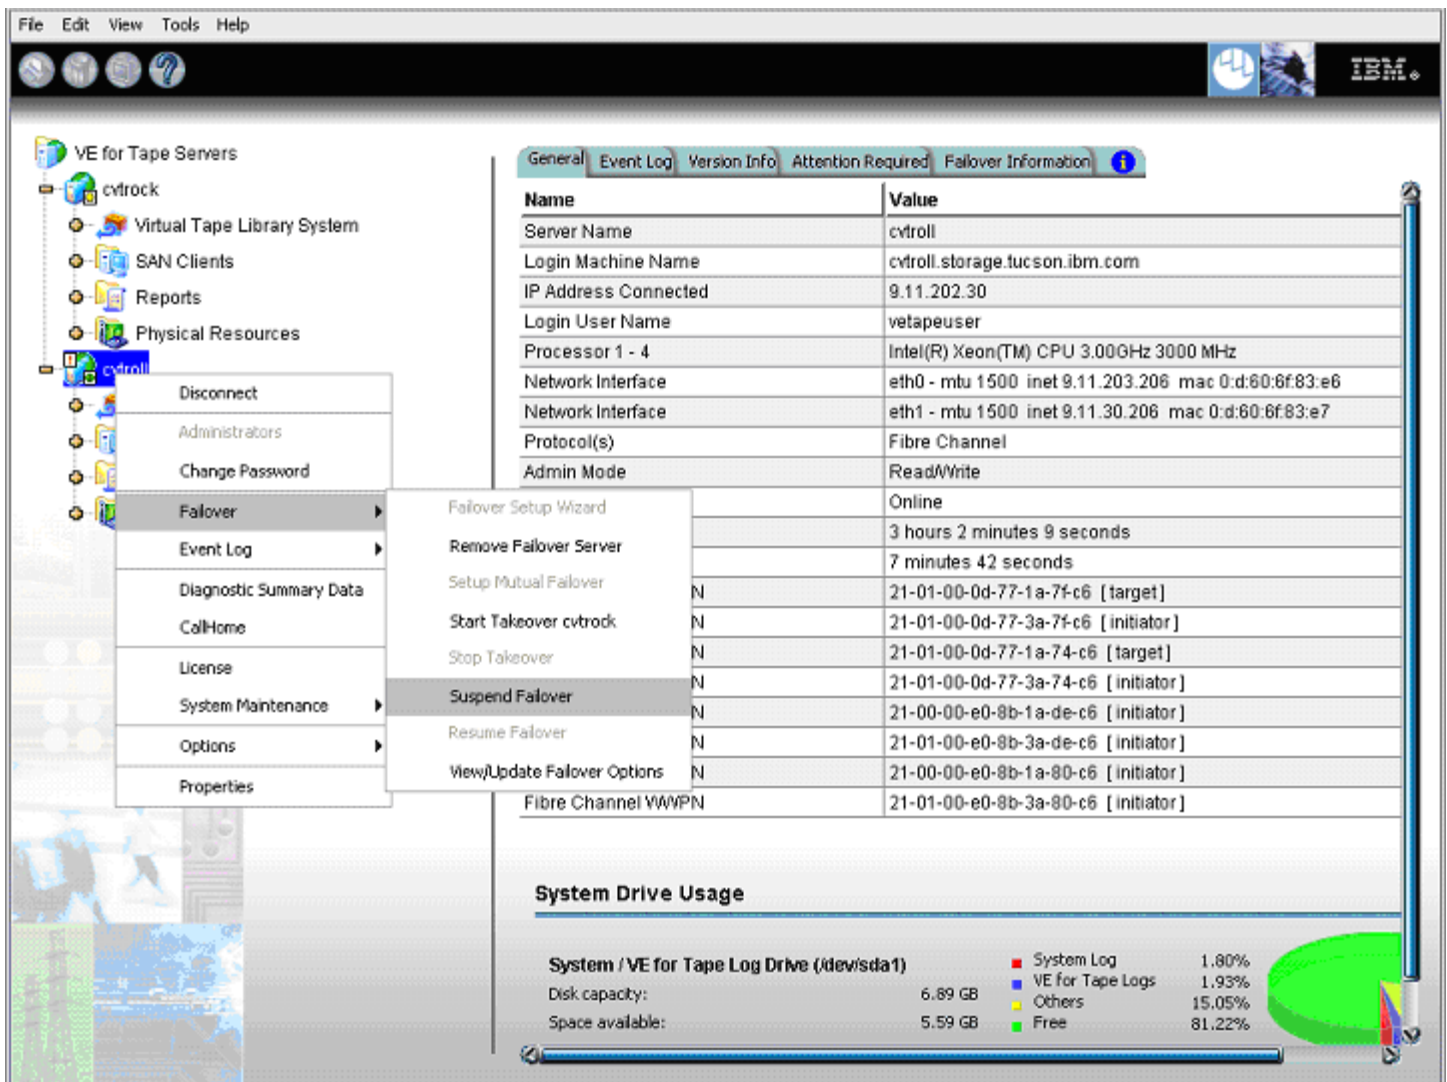 File Edit View Tools Help
IBM®
VE for Tape Servers
cvtrock
Virtual Tape Library System
SAN Clients
Reports
Physical Resources
cvtroll
Disconnect
Administrators
Change Password
Failover
Event Log
Diagnostic Summary Data
CallHome
License
System Maintenance
Options
Properties
Failover Setup Wizard
Remove Failover Server
Setup Mutual Failover
Start Takeover cvtrock
Stop Takeover
Suspend Failover
Resume Failover
View/Update Failover Options
General Event Log Version Info Attention Required Failover Information
Name Value
Server Name cvtroll
Login Machine Name cvtroll.storage.tucson.ibm.com
IP Address Connected 9.11.202.30
Login User Name vetapeuser
Processor 1 - 4 Intel(R) Xeon(TM) CPU 3.00GHz 3000 MHz
Network Interface eth0 - mtu 1500 inet 9.11.203.206 mac 0:d:60:6f:83:e6
Network Interface eth1 - mtu 1500 inet 9.11.30.206 mac 0:d:60:6f:83:e7
Protocol(s) Fibre Channel
Admin Mode Read/Write
Online
3 hours 2 minutes 9 seconds
7 minutes 42 seconds
N 21-01-00-0d-77-1a-7f-c6 [target]
N 21-01-00-0d-77-3a-7f-c6 [initiator]
N 21-01-00-0d-77-1a-74-c6 [target]
N 21-01-00-0d-77-3a-74-c6 [initiator]
N 21-00-00-e0-8b-1a-de-c6 [initiator]
N 21-01-00-e0-8b-3a-de-c6 [initiator]
N 21-00-00-e0-8b-1a-80-c6 [initiator]
Fibre Channel WWPN 21-01-00-e0-8b-3a-80-c6 [initiator]
System Drive Usage
System / VE for Tape Log Drive (/dev/sda1)
Disk capacity: 6.89 GB
Space available: 5.59 GB
System Log 1.80%
VE for Tape Logs 1.93%
Others 15.05%
Free 81.22%